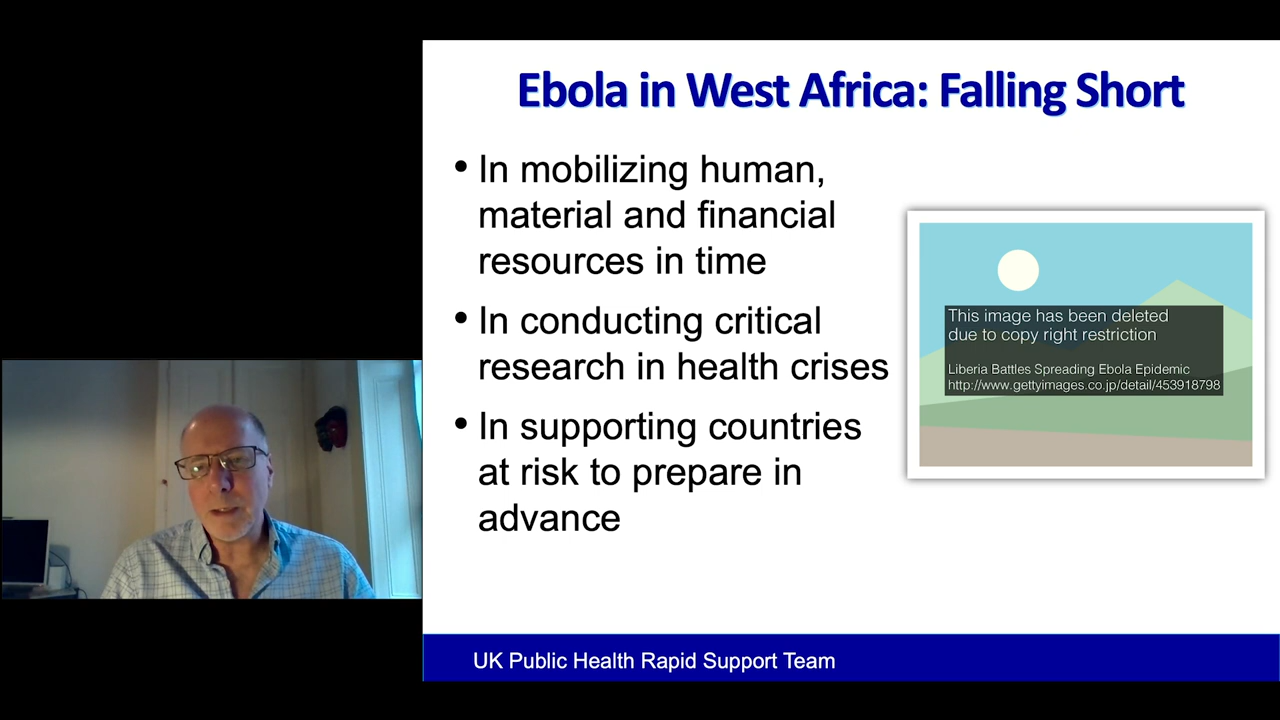 Ebola in West Africa: Falling Short
• In mobilizing human,
material and financial
resources in time
• In conducting critical
research in health crises
• In supporting countries
at risk to prepare in
advance
This image has been deleted
due to copy right restriction
Liberia Battles Spreading Ebola Epidemic
http://www.gettyimages.co.jp/detail/453918798
UK Public Health Rapid Support Team